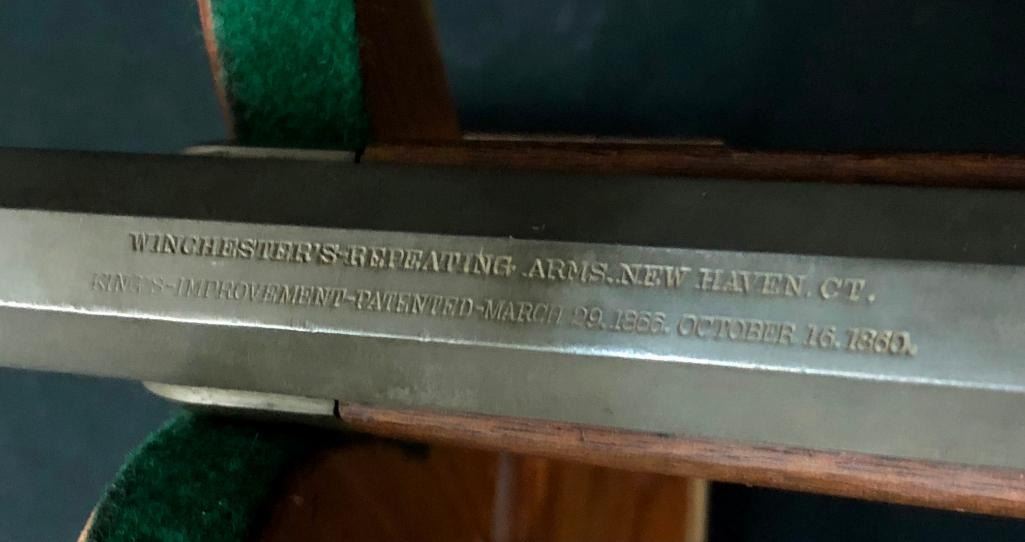 WINCHESTER'S-REPEATING ARMS. NEW HAVEN. CT.
KING'S-IMPROVEMENT-PATENTED-MARCH 29. 1866. OCTOBER 16. 1860.